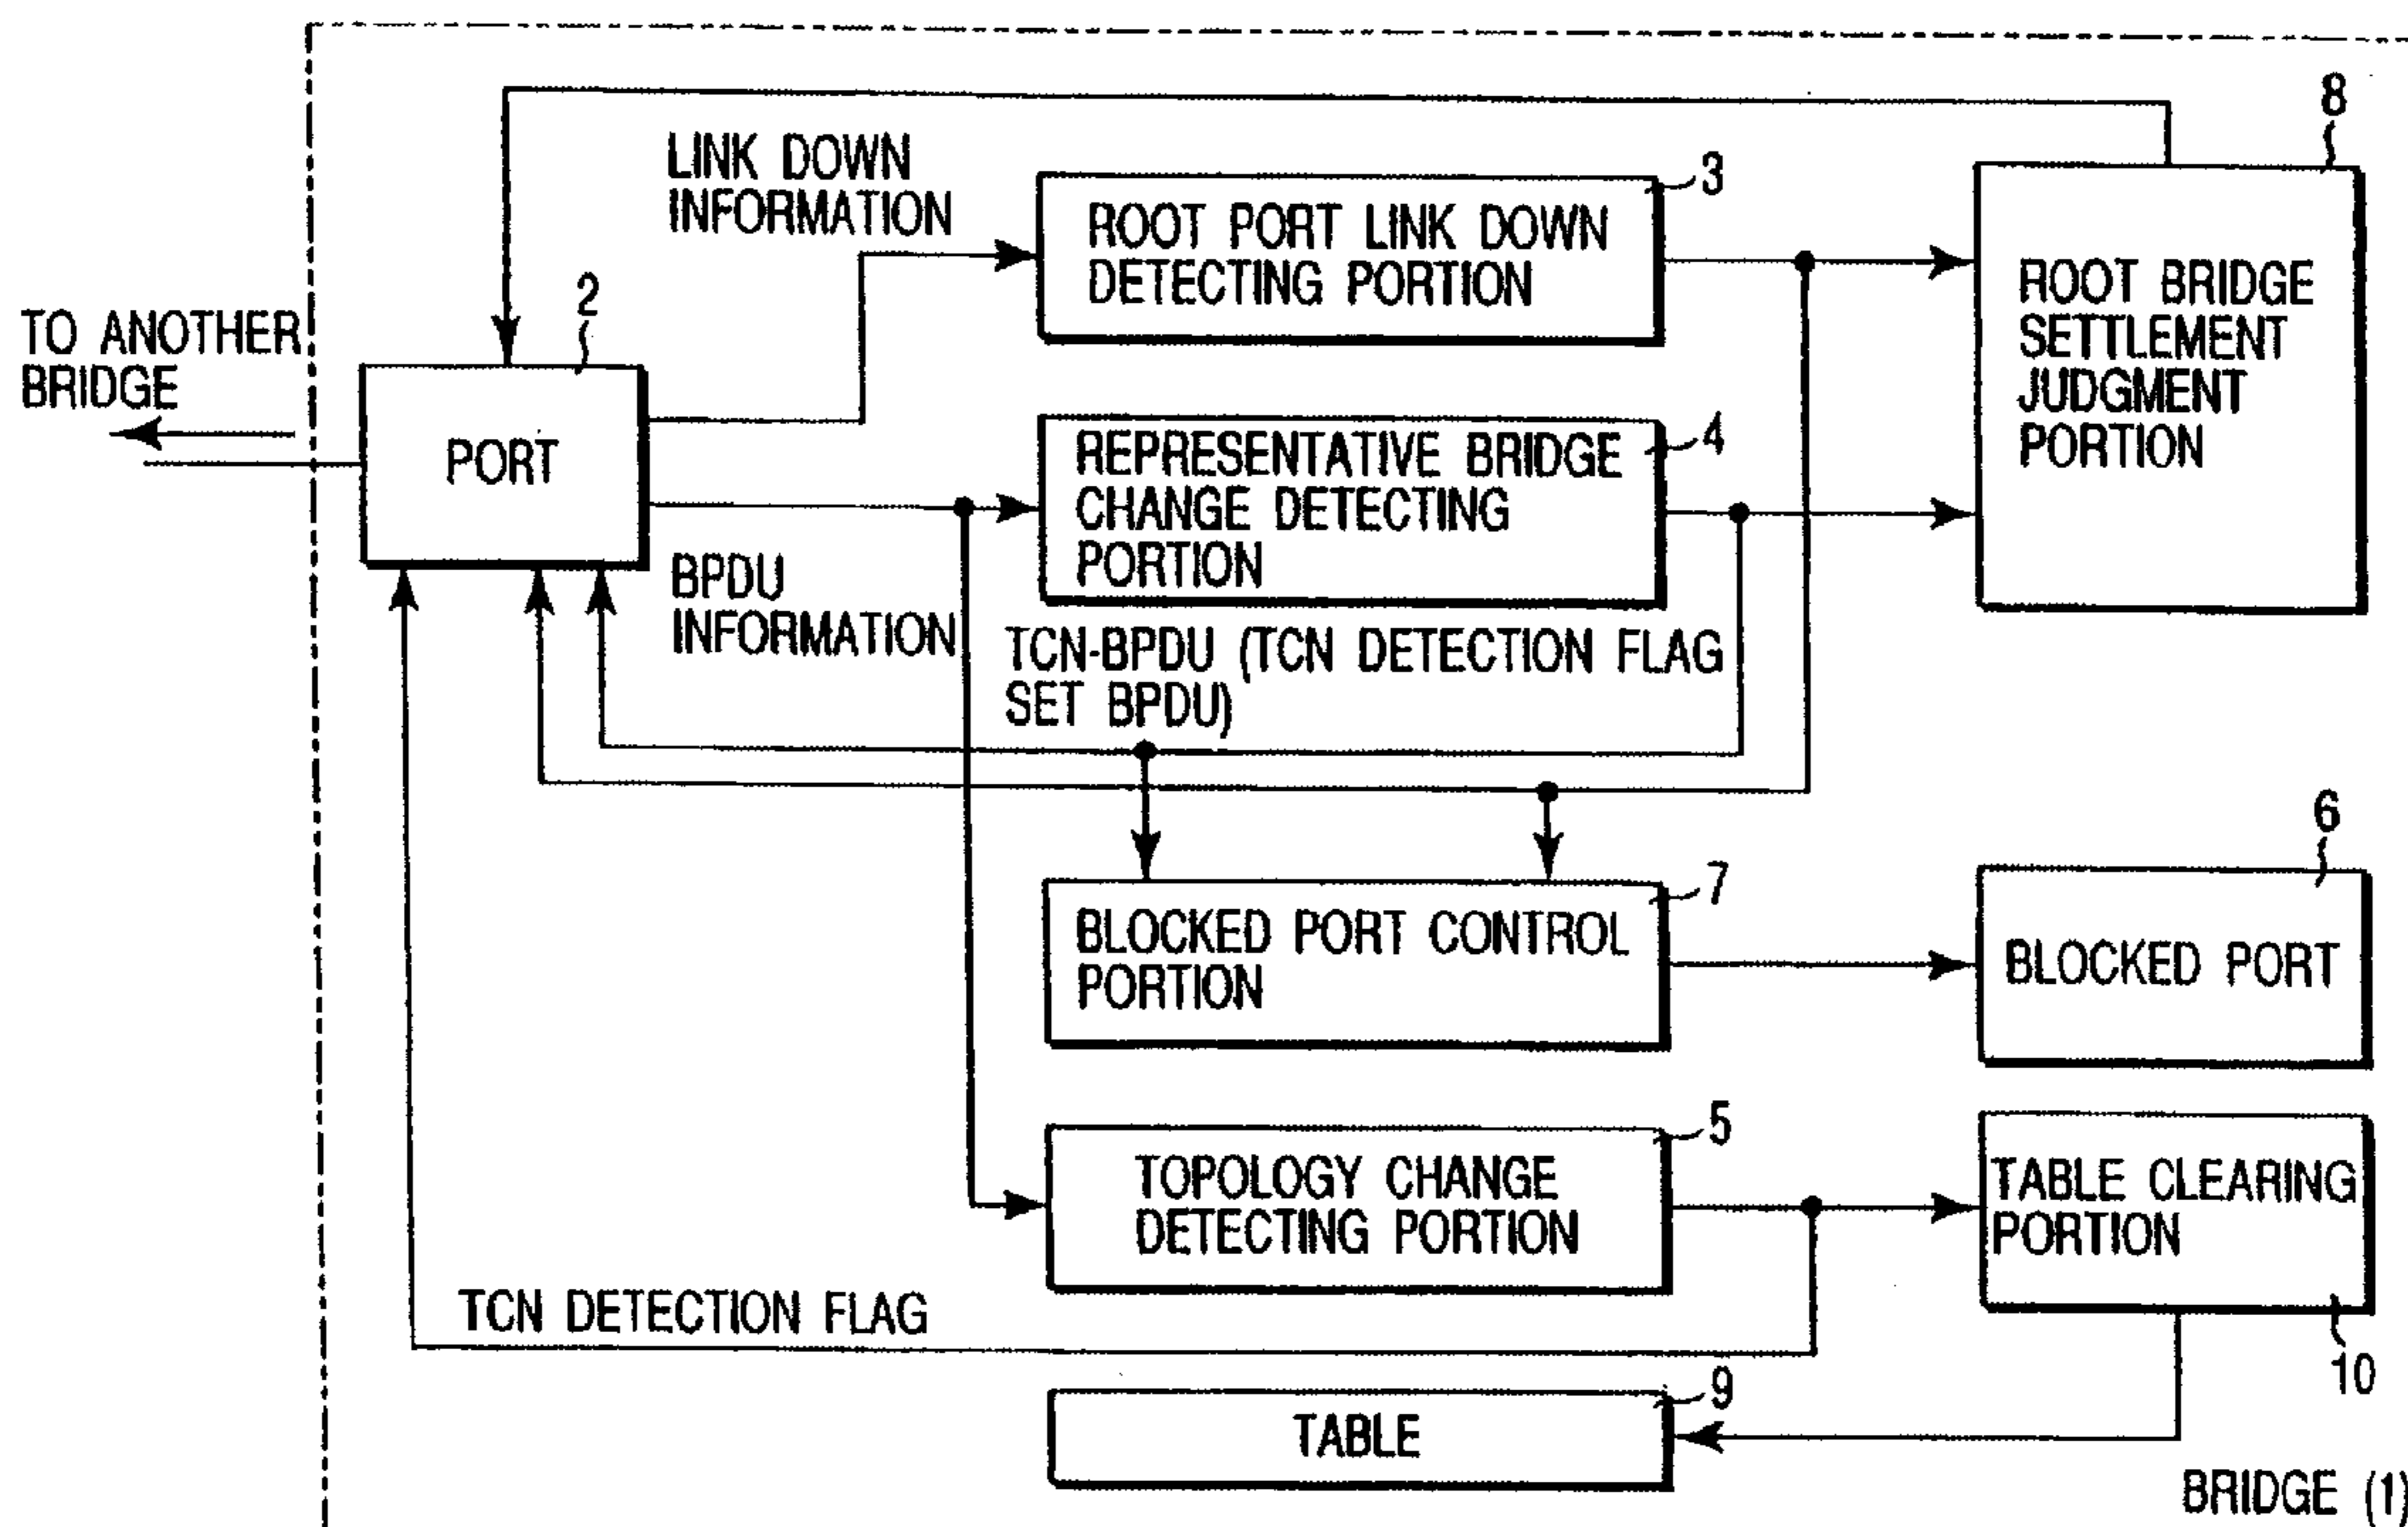 8
LINK DOWN
INFORMATION
3
ROOT PORT LINK DOWN
DETECTING PORTION
ROOT BRIDGE
SETTLEMENT
JUDGMENT
PORTION
2
TO ANOTHER
BRIDGE
PORT
4
REPRESENTATIVE BRIDGE
CHANGE DETECTING
PORTION
BPDU
INFORMATION
TCN-BPDU (TCN DETECTION FLAG
SET BPDU)
7
BLOCKED PORT CONTROL
PORTION
6
BLOCKED PORT
5
TOPOLOGY CHANGE
DETECTING PORTION
TABLE CLEARING
PORTION
10
TCN DETECTION FLAG
9
TABLE
BRIDGE (1)